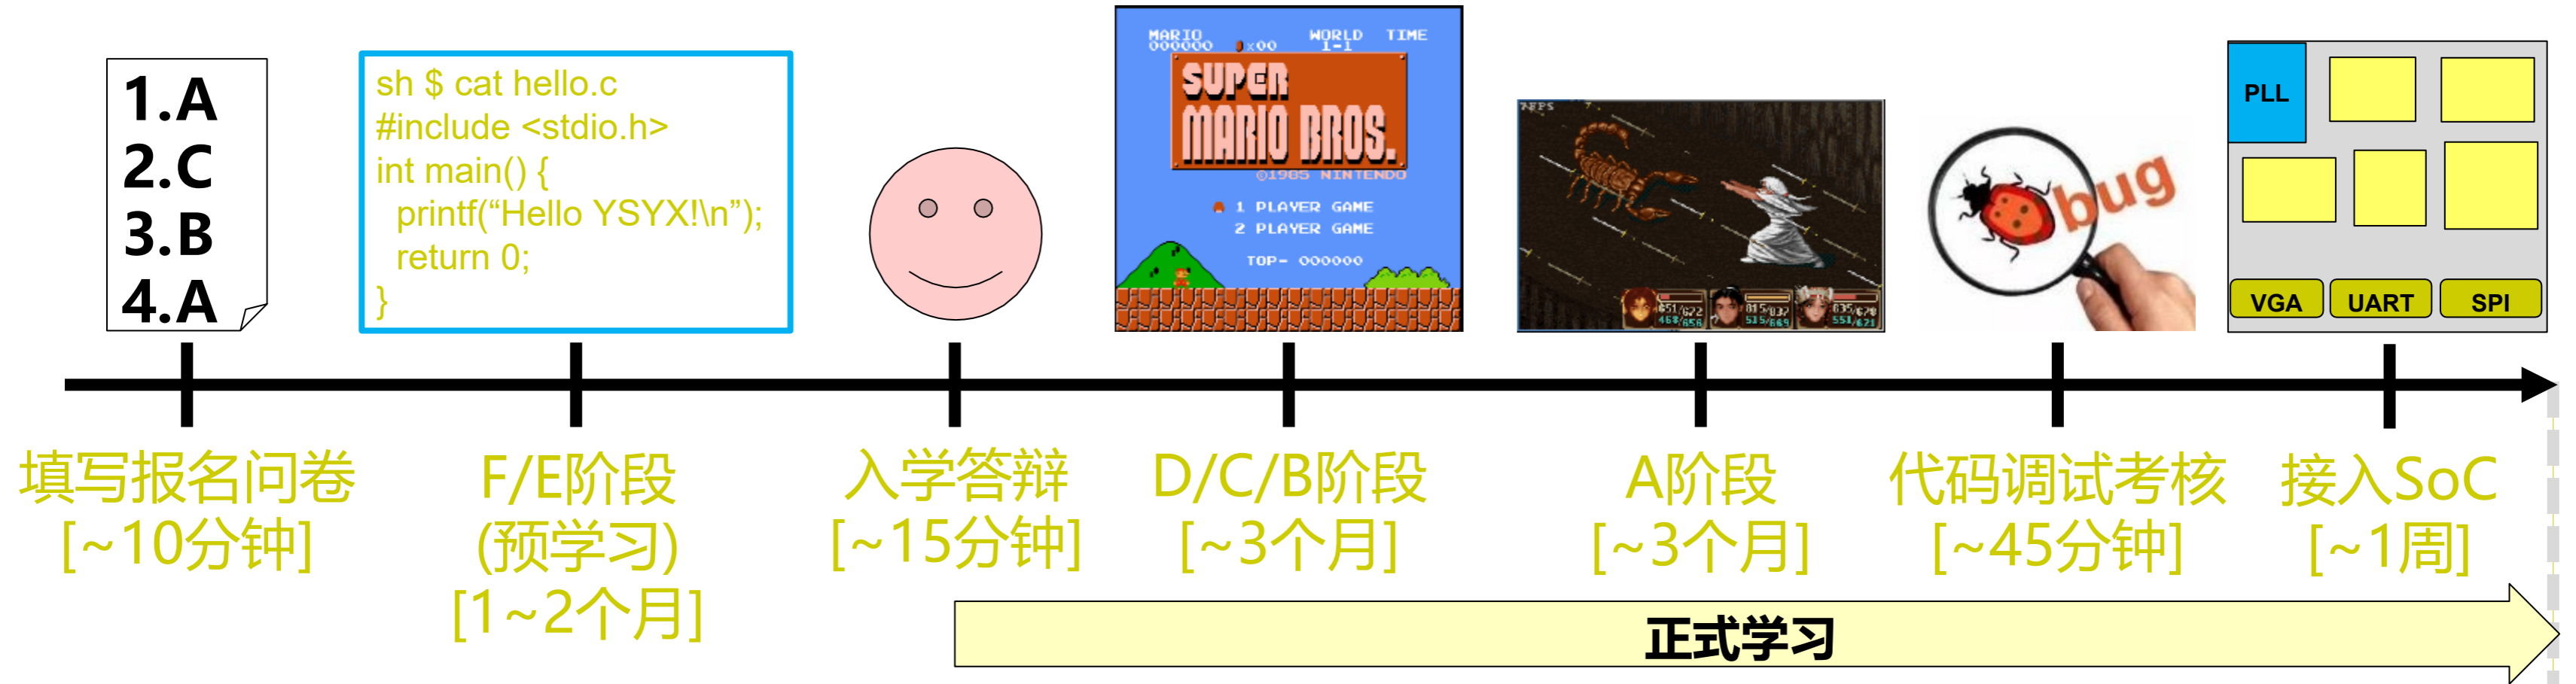 1.A
2.C
3.B
4.A
sh $ cat hello.c
#include <stdio.h>
int main() {
printf(“Hello YSYX!\n”);
return 0;
}
MARIO WORLD TIME
000000 x00 1-1
SUPER
MARIO BROS.
©1985 NINTENDO
1 PLAYER GAME
2 PLAYER GAME
TOP- 000000
bug
PLL
VGA UART SPI
填写报名问卷
[~10分钟]
F/E阶段
(预学习)
[1~2个月]
入学答辩
[~15分钟]
D/C/B阶段
[~3个月]
A阶段
[~3个月]
代码调试考核
[~45分钟]
接入SoC
[~1周]
正式学习